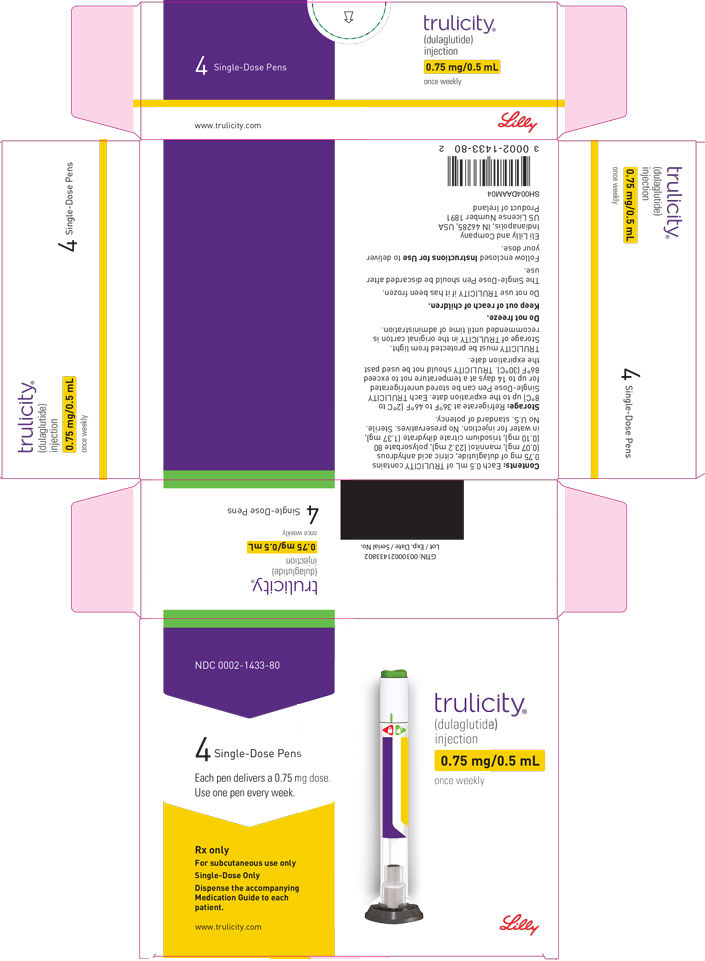 4 Single-Dose Pens
www.trulicity.com
trulicity®
(dulaglutide)
injection
0.75 mg/0.5 mL
once weekly
Lilly
4 Single-Dose Pens
trulicity®
(dulaglutide)
injection
0.75 mg/0.5 mL
once weekly
Contents: Each 0.5 mL of TRULICITY contains
0.75 mg of dulaglutide, citric acid anhydrous
(0.07 mg), mannitol (23.2 mg), polysorbate 80
(0.10 mg), trisodium citrate dihydrate (1.37 mg),
in water for injection. No preservatives. Sterile.
No U.S. standard of potency.
Storage: Refrigerate at 36°F to 46°F (2°C to
8°C) up to the expiration date. Each TRULICITY
Single-Dose Pen can be stored unrefrigerated
for up to 14 days at a temperature not to exceed
86°F (30°C). TRULICITY should not be used past
the expiration date.
TRULICITY must be protected from light.
Storage of TRULICITY in the original carton is
recommended until time of administration.
Do not freeze.
Keep out of reach of children.
Do not use TRULICITY if it has been frozen.
The Single-Dose Pen should be discarded after
use.
Follow enclosed Instructions for Use to deliver
your dose.
Eli Lilly and Company
Indianapolis, IN 46285, USA
US License Number 1891
Product of Ireland
SH004DAAM04
3 0002-1433-80 2
trulicity®
(dulaglutide)
injection
0.75 mg/0.5 mL
once weekly
4 Single-Dose Pens
trulicity®
(dulaglutide)
injection
0.75 mg/0.5 mL
once weekly
4 Single-Dose Pens
GTIN: 00300021433802
Lot / Exp. Date / Serial No.
NDC 0002-1433-80
4 Single-Dose Pens
Each pen delivers a 0.75 mg dose.
Use one pen every week.
Rx only
For subcutaneous use only
Single-Dose Only
Dispense the accompanying
Medication Guide to each
patient.
www.trulicity.com
trulicity®
(dulaglutide)
injection
0.75 mg/0.5 mL
once weekly
Lilly